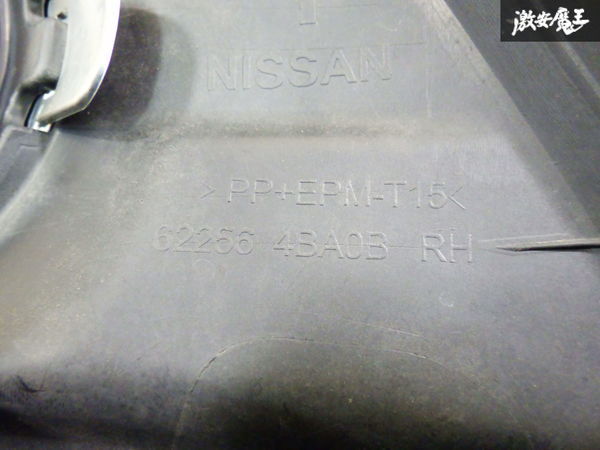 激安魔王
NISSAN
>PP+EPM-T15<
62256 4BA0B RH